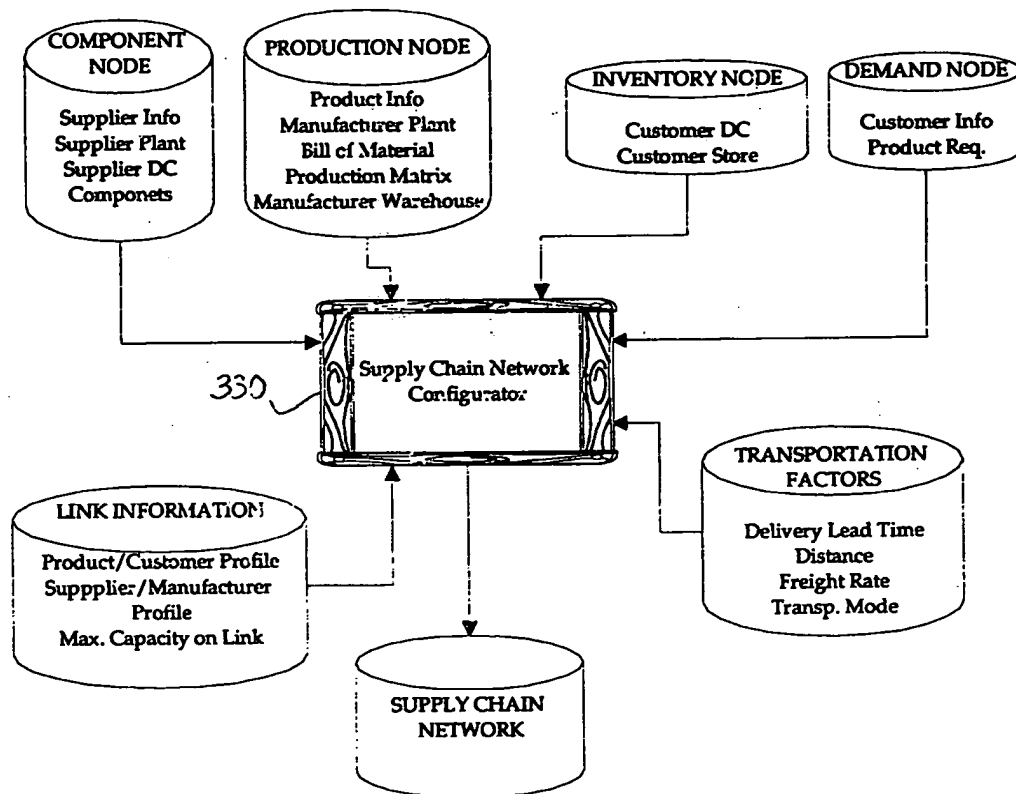 COMPONENT
NODE
Supplier Info
Supplier Plant
Supplier DC
Componets
PRODUCTION NODE
Product Info
Manufacturer Plant
Bill of Material
Production Matrix
Manufacturer Warehouse
INVENTORY NODE
Customer DC
Customer Store
DEMAND NODE
Customer Info
Product Req.
Supply Chain Network
Configurator
330
LINK INFORMATION
Product/Customer Profile
Suppplier/Manufacturer
Profile
Max. Capacity on Link
TRANSPORTATION
FACTORS
Delivery Lead Time
Distance
Freight Rate
Transp. Mode
SUPPLY CHAIN
NETWORK